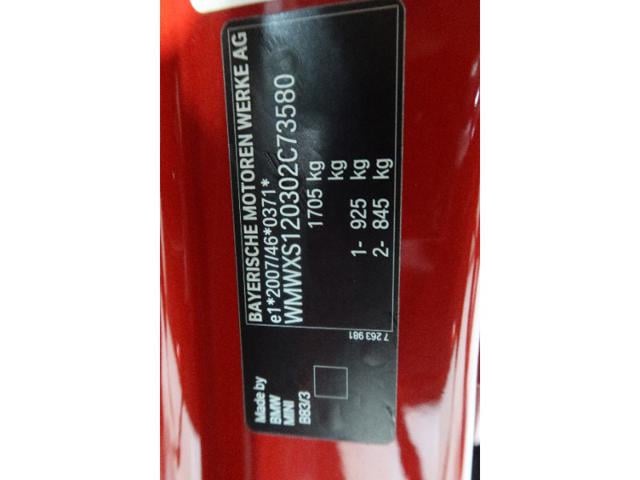 BAYERISCHE MOTOREN WERKE AG
e1*2007/46*0371*
WMWXS120302C73580
1705 kg
kg
1- 925 kg
2- 845 kg
7 263 981
Made by
BMW
MINI
B83/3